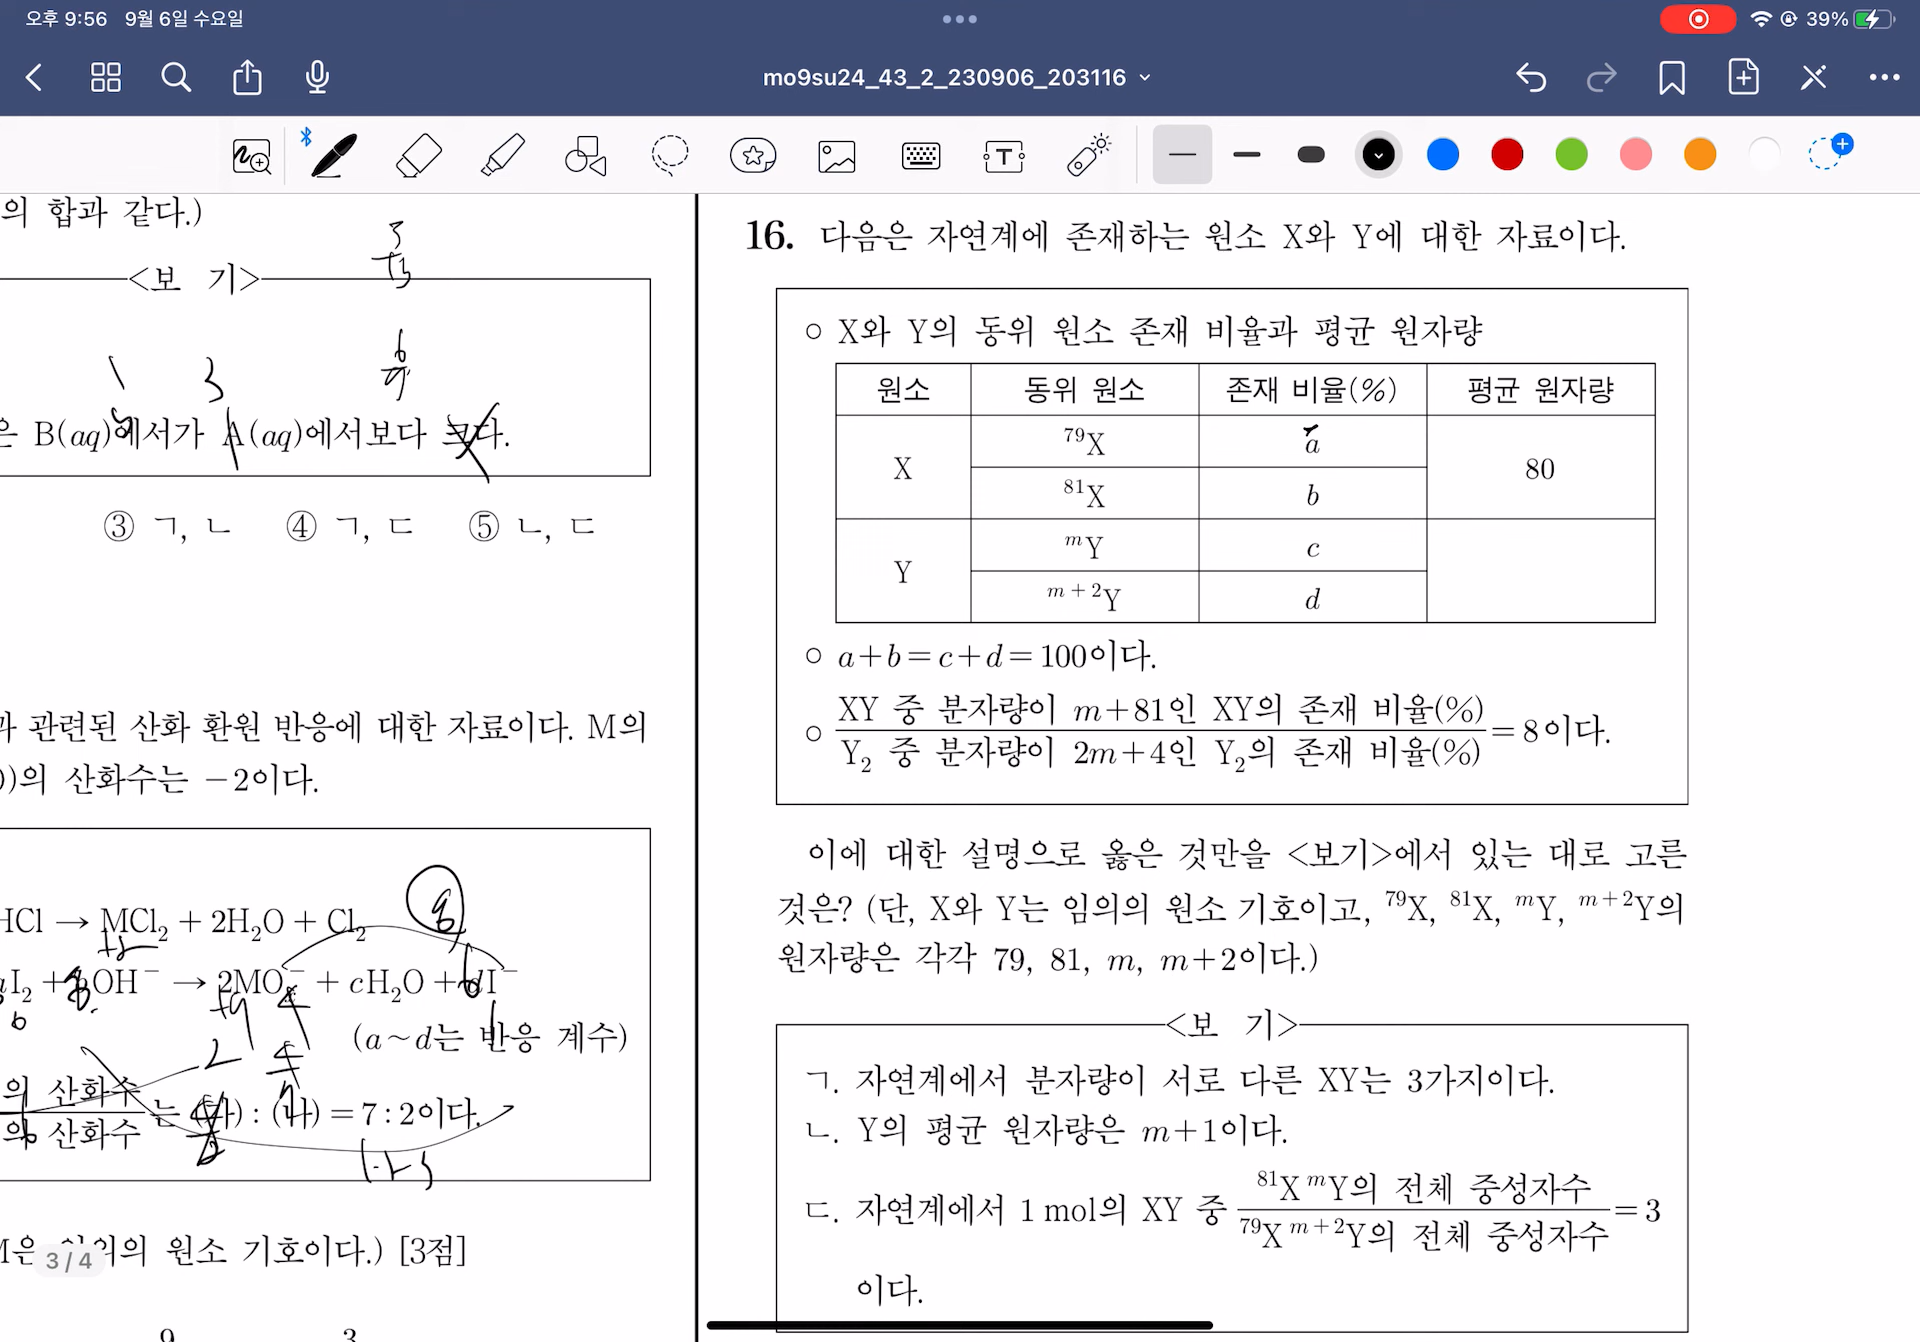 오후 9:56 9월 6일 수요일
39%
mo9su24_43_2_230906_203116
의 합과 같다.)
<보 기>
은 B(aq)에서가 A(aq)에서보다 크다.
③ ㄱ, ㄴ ④ ㄱ, ㄷ ⑤ ㄴ, ㄷ
과 관련된 산화 환원 반응에 대한 자료이다. M의
)의 산화수는 −2이다.
HCl → MCl₂ + 2H₂O + Cl₂
I₂ + OH⁻ → 2MO₄⁻ + cH₂O + dI⁻
(a~d는 반응 계수)
의 산화수
의 산화수
는 (가) : (나) = 7 : 2이다.
의 원소 기호이다.) [3점]
3 / 4
9 3
16. 다음은 자연계에 존재하는 원소 X와 Y에 대한 자료이다.
○ X와 Y의 동위 원소 존재 비율과 평균 원자량
원소 동위 원소 존재 비율(%) 평균 원자량
X ⁷⁹X a 80
⁸¹X b
Y ᵐY c
ᵐ⁺²Y d
○ a+b=c+d=100이다.
○ XY 중 분자량이 m+81인 XY의 존재 비율(%)
Y₂ 중 분자량이 2m+4인 Y₂의 존재 비율(%)
=8이다.
이에 대한 설명으로 옳은 것만을 <보기>에서 있는 대로 고른
것은? (단, X와 Y는 임의의 원소 기호이고, ⁷⁹X, ⁸¹X, ᵐY, ᵐ⁺²Y의
원자량은 각각 79, 81, m, m+2이다.)
<보 기>
ㄱ. 자연계에서 분자량이 서로 다른 XY는 3가지이다.
ㄴ. Y의 평균 원자량은 m+1이다.
ㄷ. 자연계에서 1 mol의 XY 중
⁸¹XᵐY의 전체 중성자수
⁷⁹Xᵐ⁺²Y의 전체 중성자수
=3
이다.